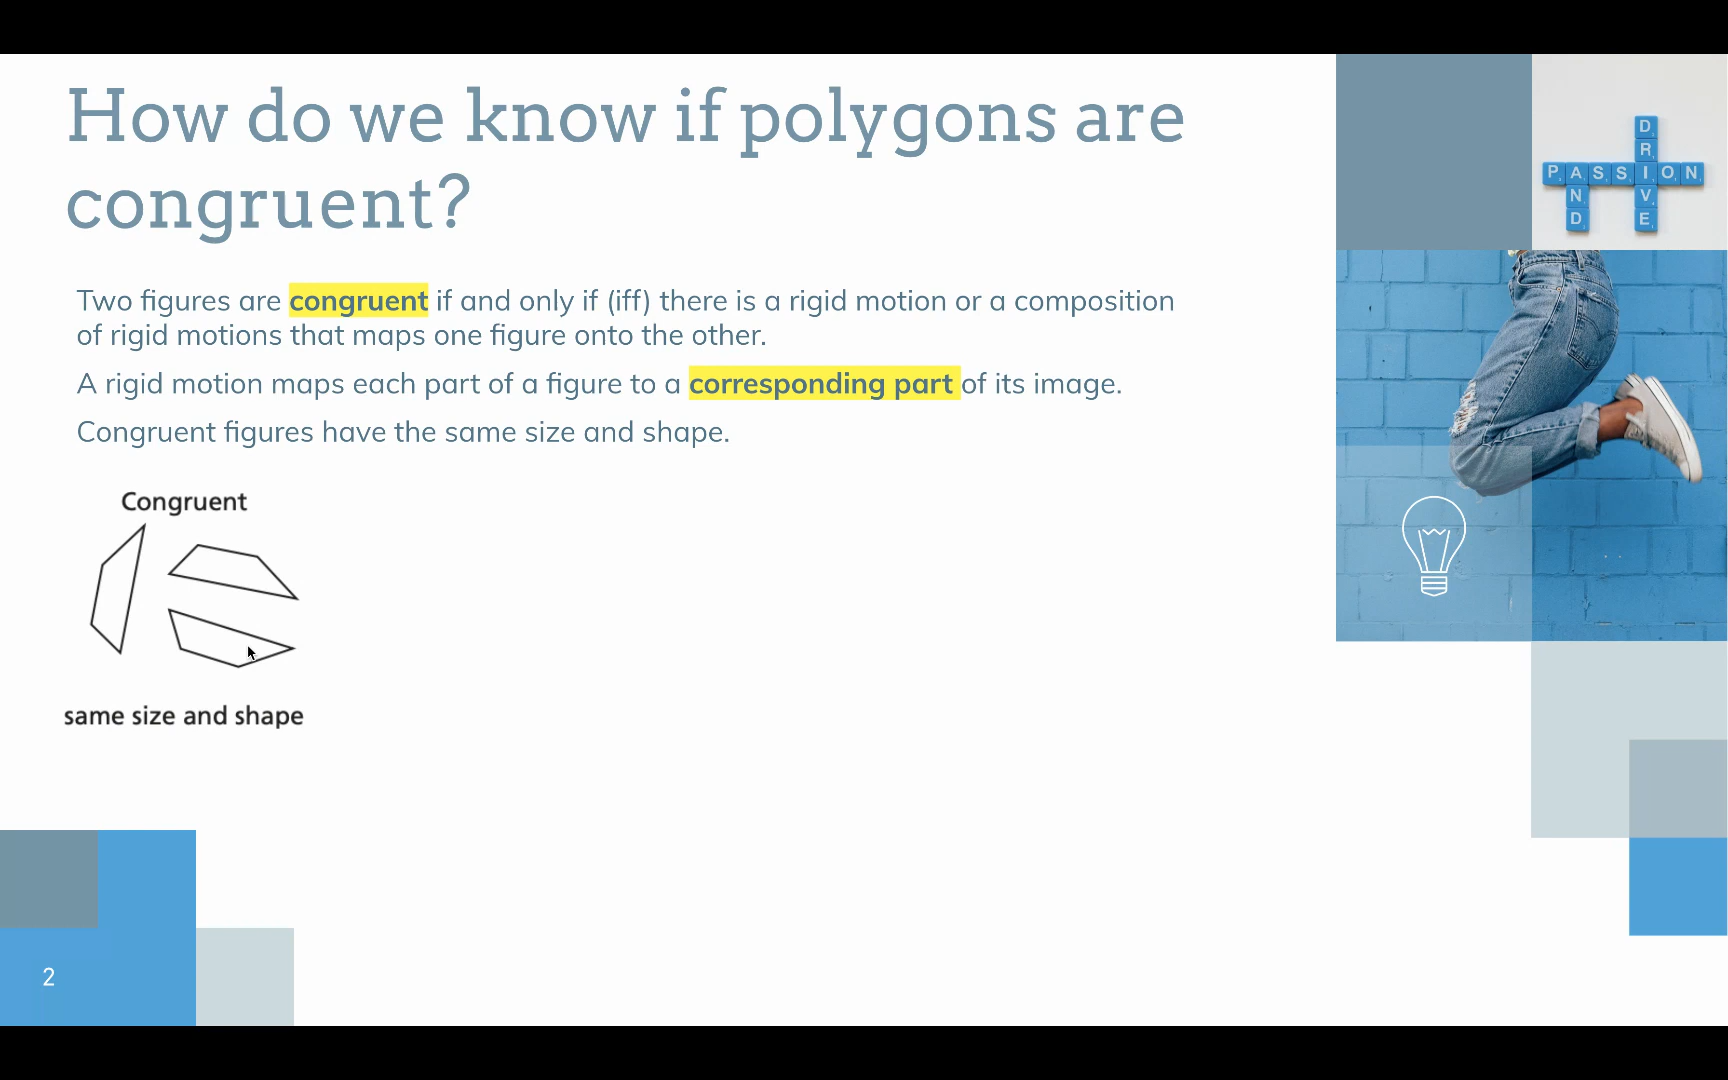 How do we know if polygons are
congruent?
Two figures are congruent if and only if (iff) there is a rigid motion or a composition
of rigid motions that maps one figure onto the other.
A rigid motion maps each part of a figure to a corresponding part of its image.
Congruent figures have the same size and shape.
Congruent
same size and shape
2
PASSION
AND
DRIVE